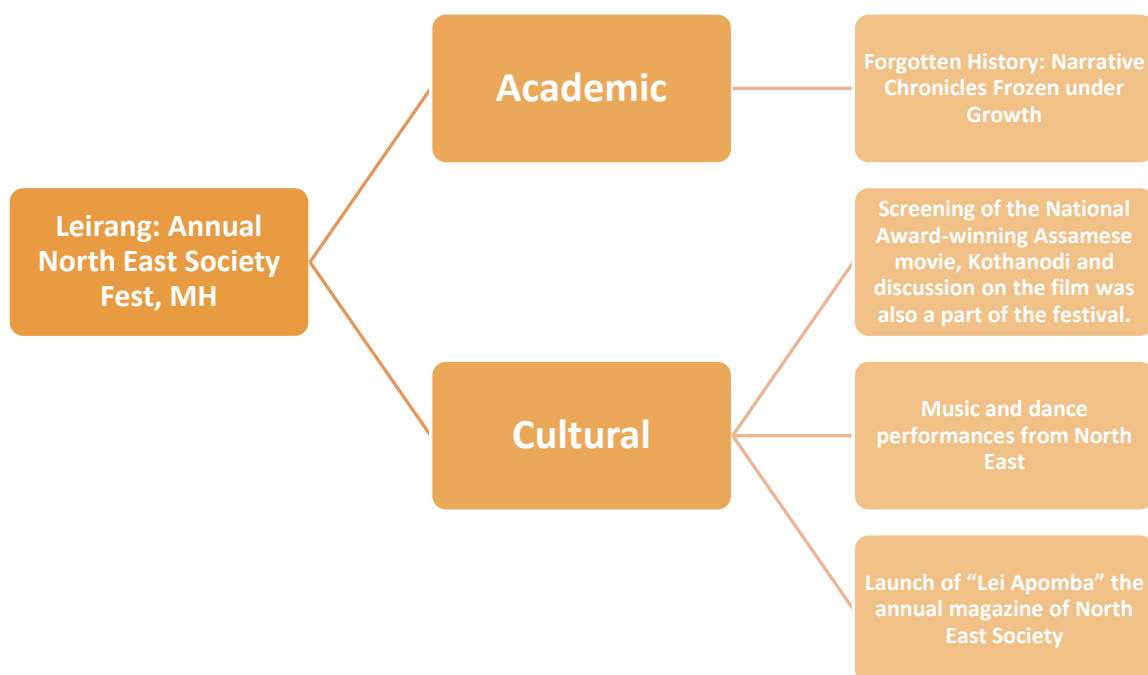 Leirang: Annual
North East Society
Fest, MH
Academic
Forgotten History: Narrative
Chronicles Frozen under
Growth
Cultural
Screening of the National
Award-winning Assamese
movie, Kothanodi and
discussion on the film was
also a part of the festival.
Music and dance
performances from North
East
Launch of “Lei Apomba” the
annual magazine of North
East Society